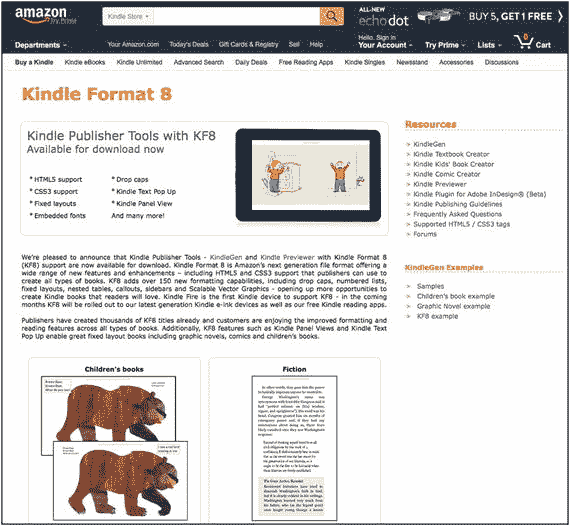 amazon
Try Prime
Kindle Store
ALL-NEW
echo dot
BUY 5, GET 1 FREE
Departments
Your Amazon.com Today's Deals Gift Cards & Registry Sell Help
Hello. Sign in
Your Account
Try Prime
Lists
0
Cart
Buy a Kindle Kindle eBooks Kindle Unlimited Advanced Search Daily Deals Free Reading Apps Kindle Singles Newsstand Accessories Discussions
Kindle Format 8
Kindle Publisher Tools with KF8
Available for download now
• HTML5 support
• CSS3 support
• Fixed layouts
• Embedded fonts
• Drop caps
• Kindle Text Pop Up
• Kindle Panel View
And many more!
We're pleased to announce that Kindle Publisher Tools - KindleGen and Kindle Previewer with Kindle Format 8
(KF8) support are now available for download. Kindle Format 8 is Amazon's next generation file format offering a
wide range of new features and enhancements – including HTML5 and CSS3 support that publishers can use to
create all types of books. KF8 adds over 150 new formatting capabilities, including drop caps, numbered lists,
fixed layouts, nested tables, callouts, sidebars and Scalable Vector Graphics - opening up more opportunities to
create Kindle books that readers will love. Kindle Fire is the first Kindle device to support KF8 - in the coming
months KF8 will be rolled out to our latest generation Kindle e-ink devices as well as our free Kindle reading apps.
Publishers have created thousands of KF8 titles already and customers are enjoying the improved formatting and
reading features across all types of books. Additionally, KF8 features such as Kindle Panel Views and Kindle Text
Pop Up enable great fixed layout books including graphic novels, comics and children's books.
Children's books
Fiction
Resources
> KindleGen
> Kindle Textbook Creator
> Kindle Kids' Book Creator
> Kindle Comic Creator
> Kindle Previewer
> Kindle Plugin for Adobe InDesign® (Beta)
> Kindle Publishing Guidelines
> Frequently Asked Questions
> Supported HTML5 / CSS3 tags
> Forums
KindleGen Examples
> Samples
> Children's book example
> Graphic Novel example
> KF8 example